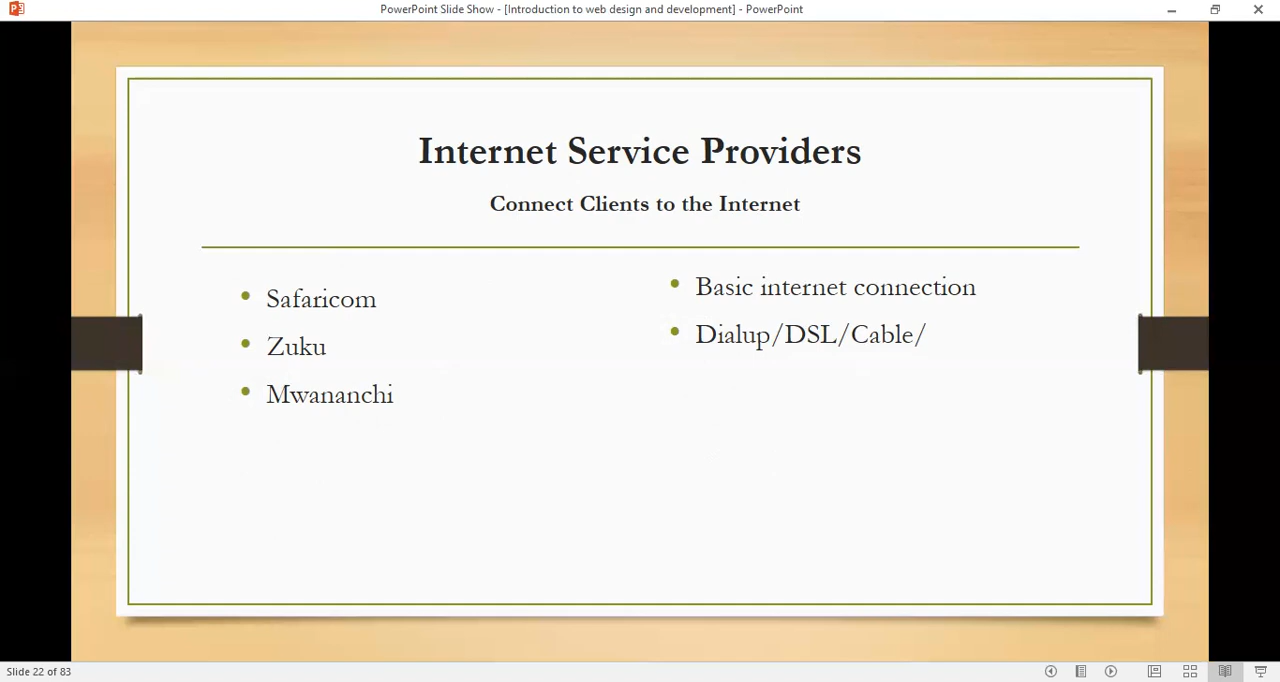 PowerPoint Slide Show - [Introduction to web design and development] - PowerPoint
Internet Service Providers
Connect Clients to the Internet
• Safaricom
• Zuku
• Mwananchi
• Basic internet connection
• Dialup/DSL/Cable/
Slide 22 of 83